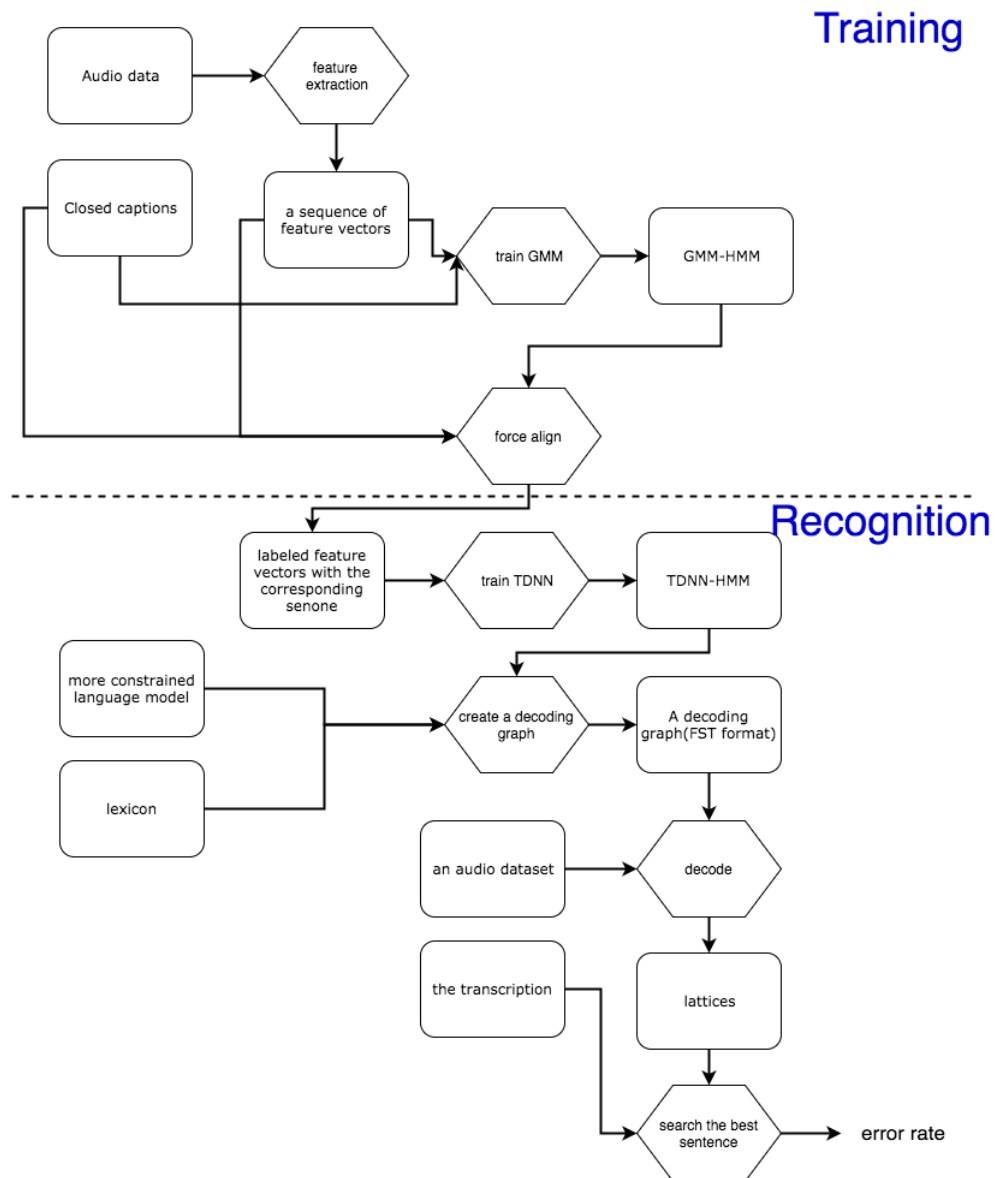 Training
Audio data
feature
extraction
Closed captions
a sequence of
feature vectors
train GMM
GMM-HMM
force align
Recognition
labeled feature
vectors with the
corresponding
senone
train TDNN
TDNN-HMM
more constrained
language model
create a decoding
graph
A decoding
graph(FST format)
lexicon
an audio dataset
decode
the transcription
lattices
search the best
sentence
error rate